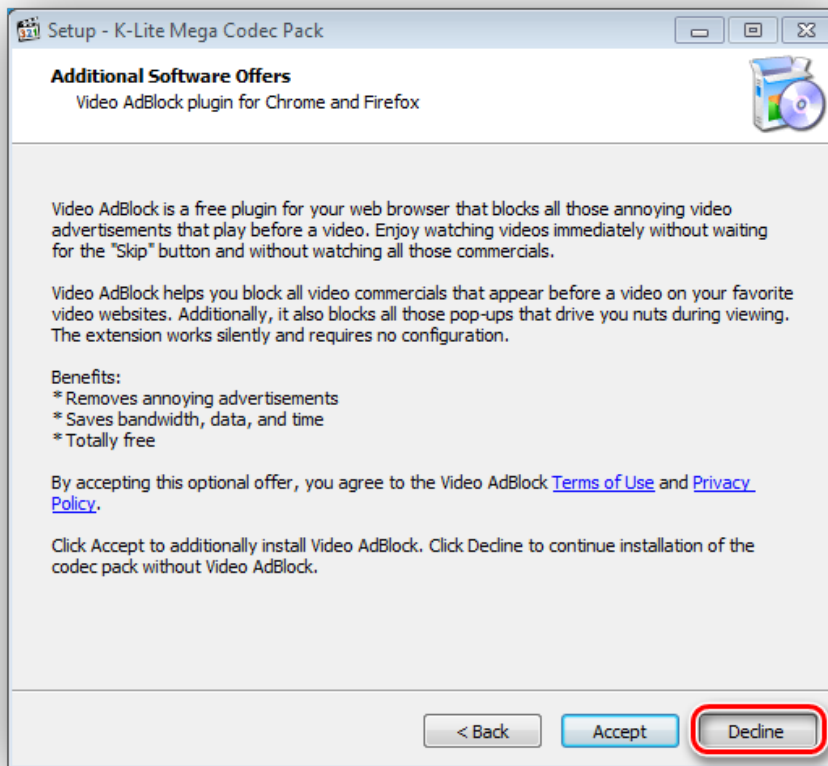 Setup - K-Lite Mega Codec Pack
Additional Software Offers
Video AdBlock plugin for Chrome and Firefox
Video AdBlock is a free plugin for your web browser that blocks all those annoying video
advertisements that play before a video. Enjoy watching videos immediately without waiting
for the "Skip" button and without watching all those commercials.
Video AdBlock helps you block all video commercials that appear before a video on your favorite
video websites. Additionally, it also blocks all those pop-ups that drive you nuts during viewing.
The extension works silently and requires no configuration.
Benefits:
* Removes annoying advertisements
* Saves bandwidth, data, and time
* Totally free
By accepting this optional offer, you agree to the Video AdBlock Terms of Use and Privacy
Policy.
Click Accept to additionally install Video AdBlock. Click Decline to continue installation of the
codec pack without Video AdBlock.
< Back Accept Decline